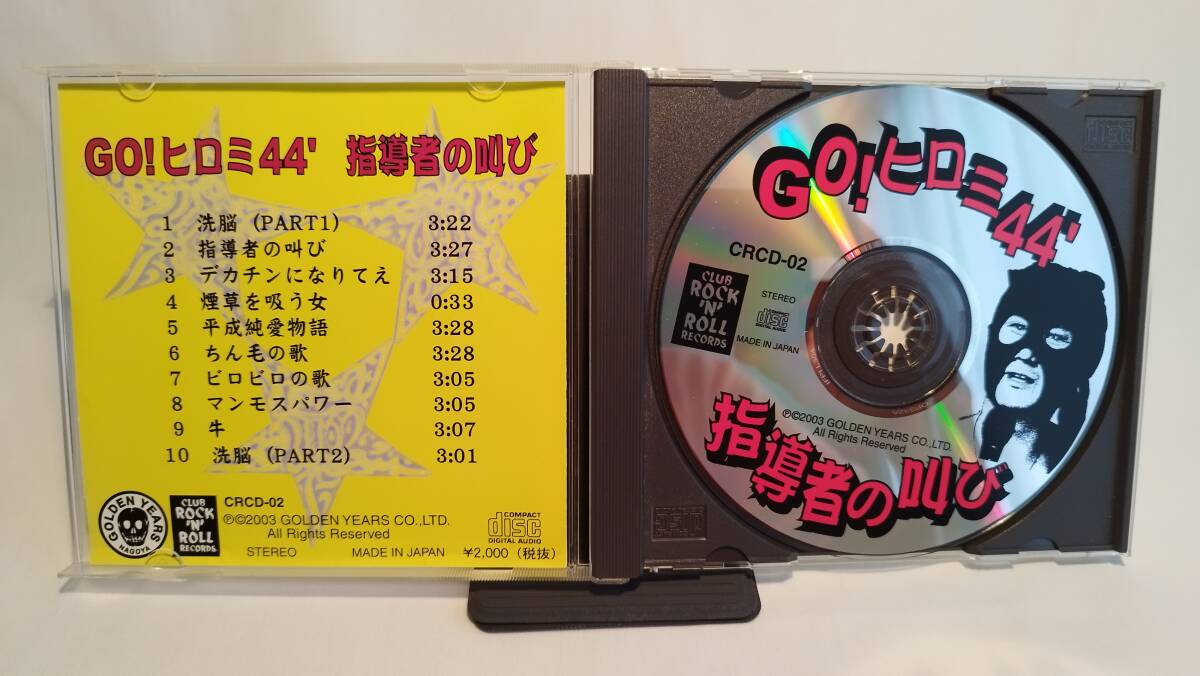 GO!ヒロミ44' 指導者の叫び
1 洗脳 (PART1) 3:22
2 指導者の叫び 3:27
3 デカチンになりてえ 3:15
4 煙草を吸う女 0:33
5 平成純愛物語 3:28
6 ちん毛の歌 3:28
7 ビロビロの歌 3:05
8 マンモスパワー 3:05
9 牛 3:07
10 洗脳 (PART2) 3:01
GOLDEN YEARS
NAGOYA
CLUB
ROCK
'N'
ROLL
RECORDS
CRCD-02
℗©2003 GOLDEN YEARS CO.,LTD.
All Rights Reserved
STEREO MADE IN JAPAN ¥2,000 (税抜)
COMPACT
disc
DIGITAL AUDIO
GO!ヒロミ44'
CRCD-02
CLUB
ROCK
'N'
ROLL
RECORDS
STEREO
COMPACT
disc
DIGITAL AUDIO
MADE IN JAPAN
℗©2003 GOLDEN YEARS CO.,LTD.
All Rights Reserved
指導者の叫び